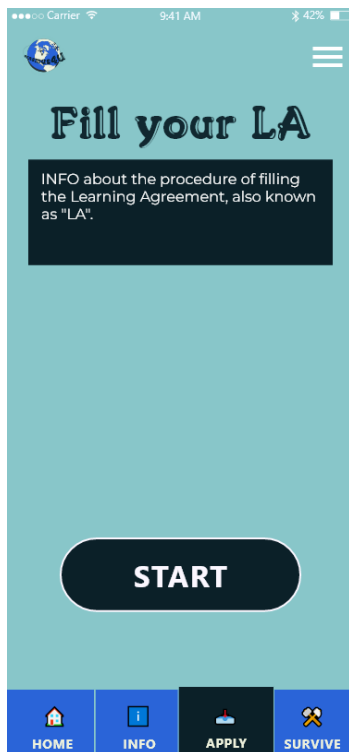 Carrier 9:41 AM 42%
Fill your LA
INFO about the procedure of filling
the Learning Agreement, also known
as "LA".
START
HOME INFO APPLY SURVIVE